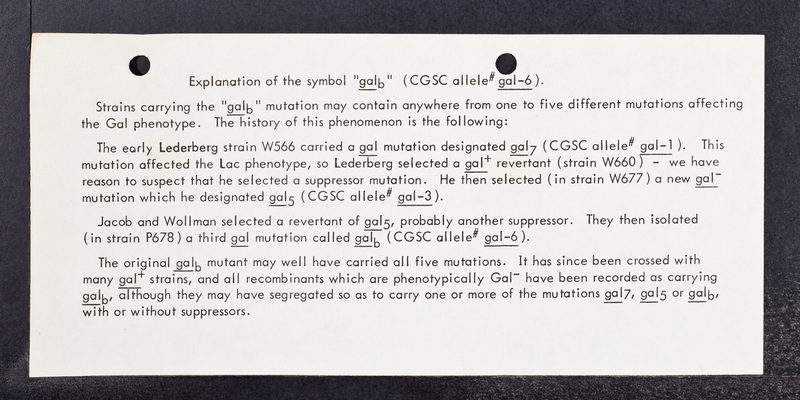 Explanation of the symbol "galb" (CGSC allele# gal-6).
Strains carrying the "galb" mutation may contain anywhere from one to five different mutations affecting
the Gal phenotype. The history of this phenomenon is the following:
The early Lederberg strain W566 carried a gal mutation designated gal7 (CGSC allele# gal-1). This
mutation affected the Lac phenotype, so Lederberg selected a gal+ revertant (strain W660) - we have
reason to suspect that he selected a suppressor mutation. He then selected (in strain W677) a new gal-
mutation which he designated gal5 (CGSC allele# gal-3).
Jacob and Wollman selected a revertant of gal5, probably another suppressor. They then isolated
(in strain P678) a third gal mutation called galb (CGSC allele# gal-6).
The original galb mutant may well have carried all five mutations. It has since been crossed with
many gal+ strains, and all recombinants which are phenotypically Gal- have been recorded as carrying
galb, although they may have segregated so as to carry one or more of the mutations gal7, gal5 or galb,
with or without suppressors.